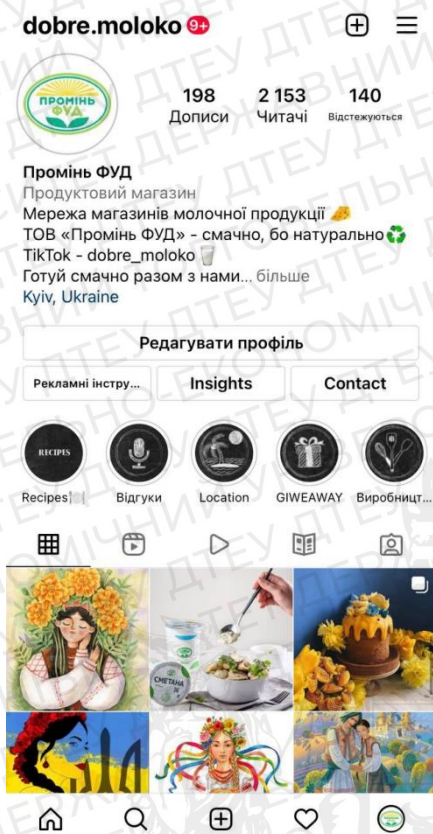 dobre.moloko 9+
ПРОМІНЬ
ФУД
198 2 153 140
Дописи Читачі Відстежуються
Промінь ФУД
Продуктовий магазин
Мережа магазинів молочної продукції 🧀
ТОВ «Промінь ФУД» - смачно, бо натурально♻️
TikTok - dobre_moloko 🥛
Готуй смачно разом з нами... більше
Kyiv, Ukraine
Редагувати профіль
Рекламні інстру... Insights Contact
RECIPES
Recipes🍽 Відгуки Location GIWEAWAY Виробницт...
СМЕТАНА